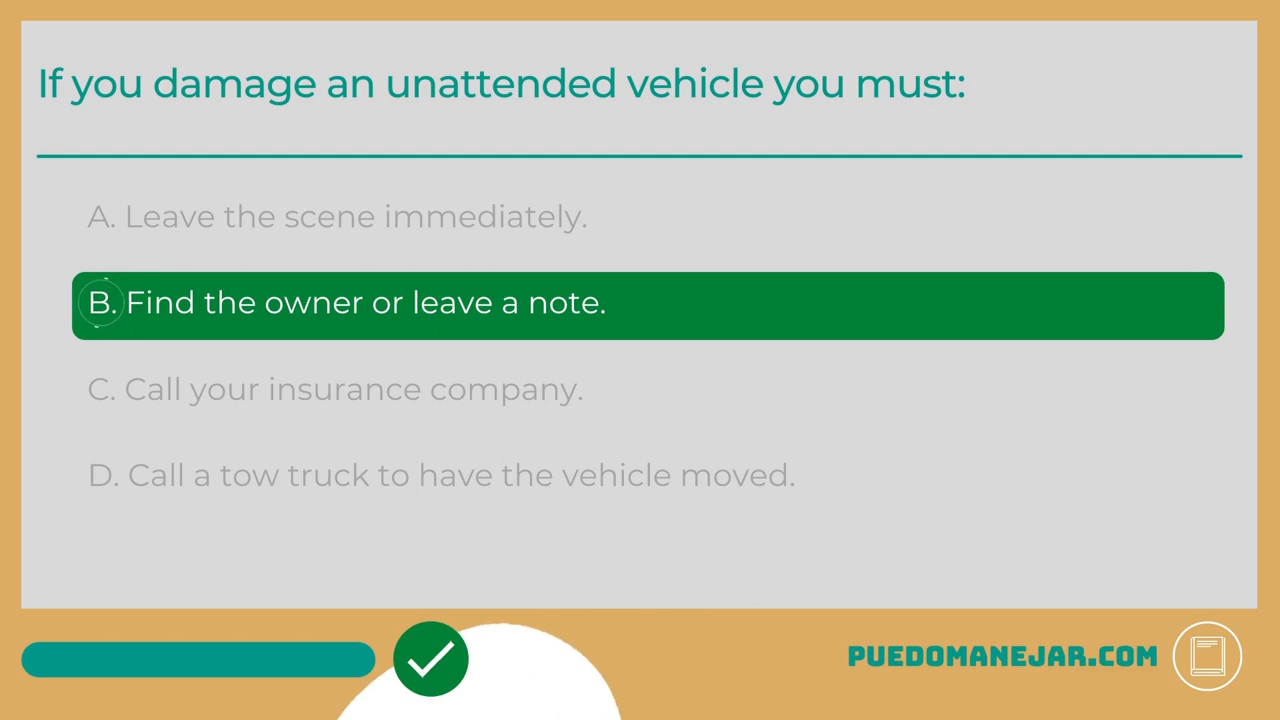 If you damage an unattended vehicle you must:
A. Leave the scene immediately.
B. Find the owner or leave a note.
C. Call your insurance company.
D. Call a tow truck to have the vehicle moved.
PUEDOMANEJAR.COM